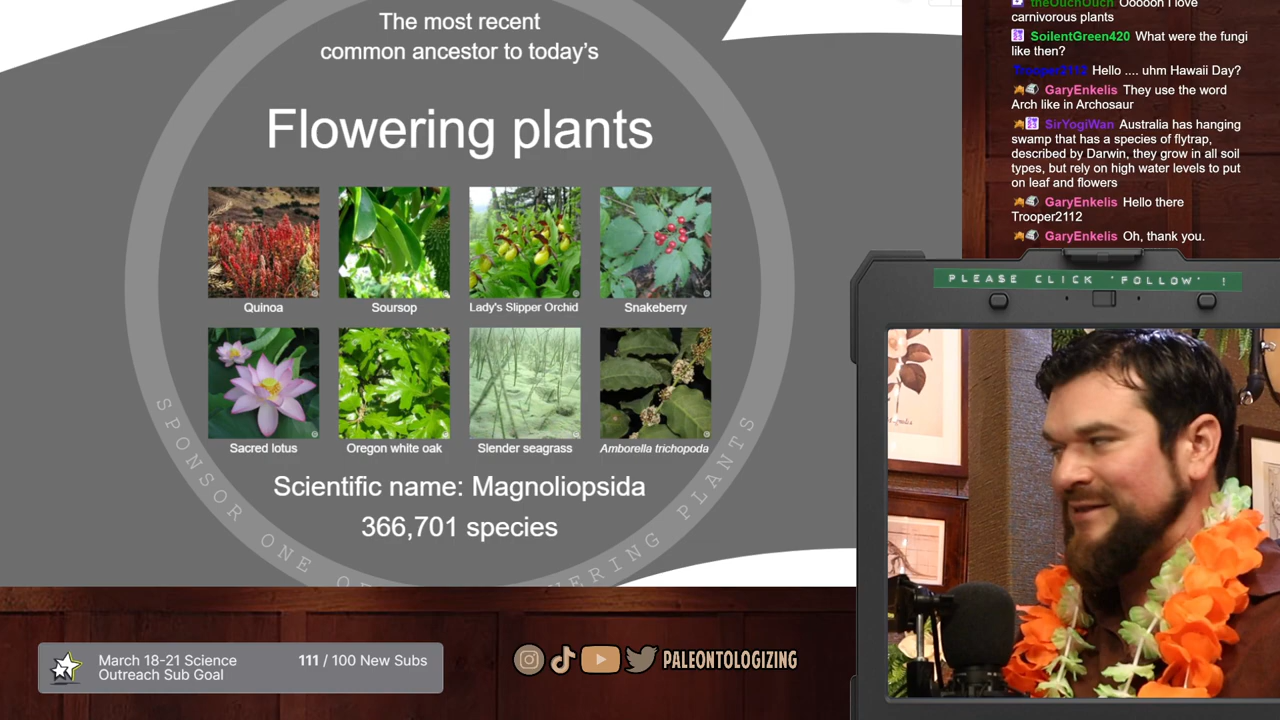 The most recent
common ancestor to today’s
Flowering plants
Quinoa
Soursop
Lady's Slipper Orchid
Snakeberry
Sacred lotus
Oregon white oak
Slender seagrass
Amborella trichopoda
Scientific name: Magnoliopsida
366,701 species
SPONSOR ONE OF
ERING PLANTS
theOuchOuch Oooooh I love
carnivorous plants
SoilentGreen420 What were the fungi
like then?
Trooper2112 Hello .... uhm Hawaii Day?
GaryEnkelis They use the word
Arch like in Archosaur
SirYogiWan Australia has hanging
swamp that has a species of flytrap,
described by Darwin, they grow in all soil
types, but rely on high water levels to put
on leaf and flowers
GaryEnkelis Hello there
Trooper2112
GaryEnkelis Oh, thank you.
PLEASE CLICK "FOLLOW" !
March 18-21 Science
Outreach Sub Goal
111 / 100 New Subs
PALEONTOLOGIZING